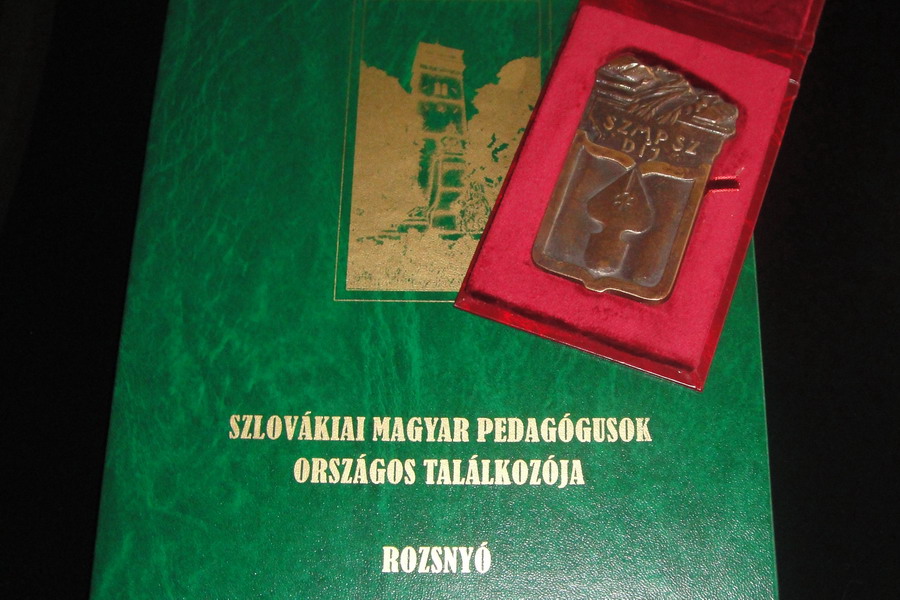 SZMPSZ
DÍJ
SZLOVÁKIAI MAGYAR PEDAGÓGUSOK
ORSZÁGOS TALÁLKOZÓJA
ROZSNYÓ